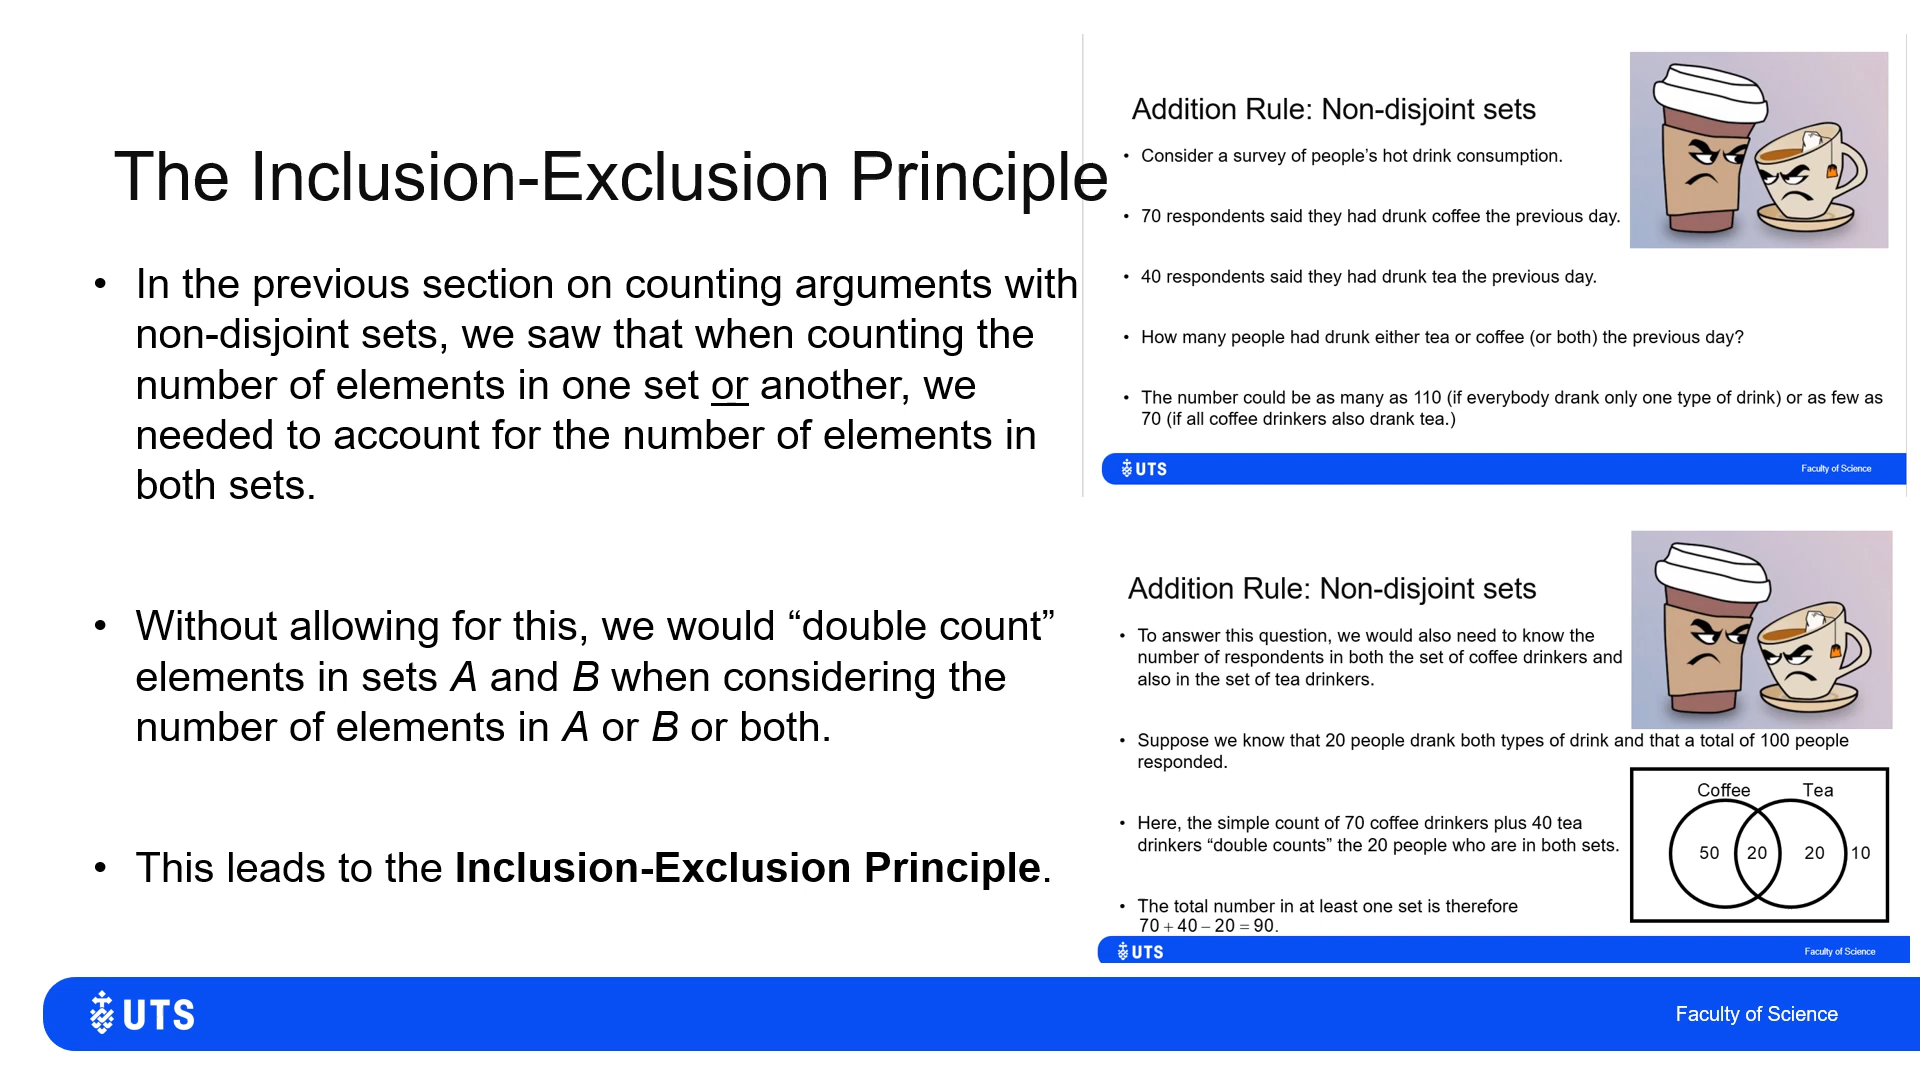 The Inclusion-Exclusion Principle
• In the previous section on counting arguments with
non-disjoint sets, we saw that when counting the
number of elements in one set or another, we
needed to account for the number of elements in
both sets.
• Without allowing for this, we would “double count”
elements in sets A and B when considering the
number of elements in A or B or both.
• This leads to the Inclusion-Exclusion Principle.
Addition Rule: Non-disjoint sets
• Consider a survey of people’s hot drink consumption.
• 70 respondents said they had drunk coffee the previous day.
• 40 respondents said they had drunk tea the previous day.
• How many people had drunk either tea or coffee (or both) the previous day?
• The number could be as many as 110 (if everybody drank only one type of drink) or as few as
70 (if all coffee drinkers also drank tea.)
UTS
Faculty of Science
Addition Rule: Non-disjoint sets
• To answer this question, we would also need to know the
number of respondents in both the set of coffee drinkers and
also in the set of tea drinkers.
• Suppose we know that 20 people drank both types of drink and that a total of 100 people
responded.
• Here, the simple count of 70 coffee drinkers plus 40 tea
drinkers “double counts” the 20 people who are in both sets.
• The total number in at least one set is therefore
70 + 40 – 20 = 90.
Coffee Tea
50 20 20 10
UTS
Faculty of Science
UTS
Faculty of Science